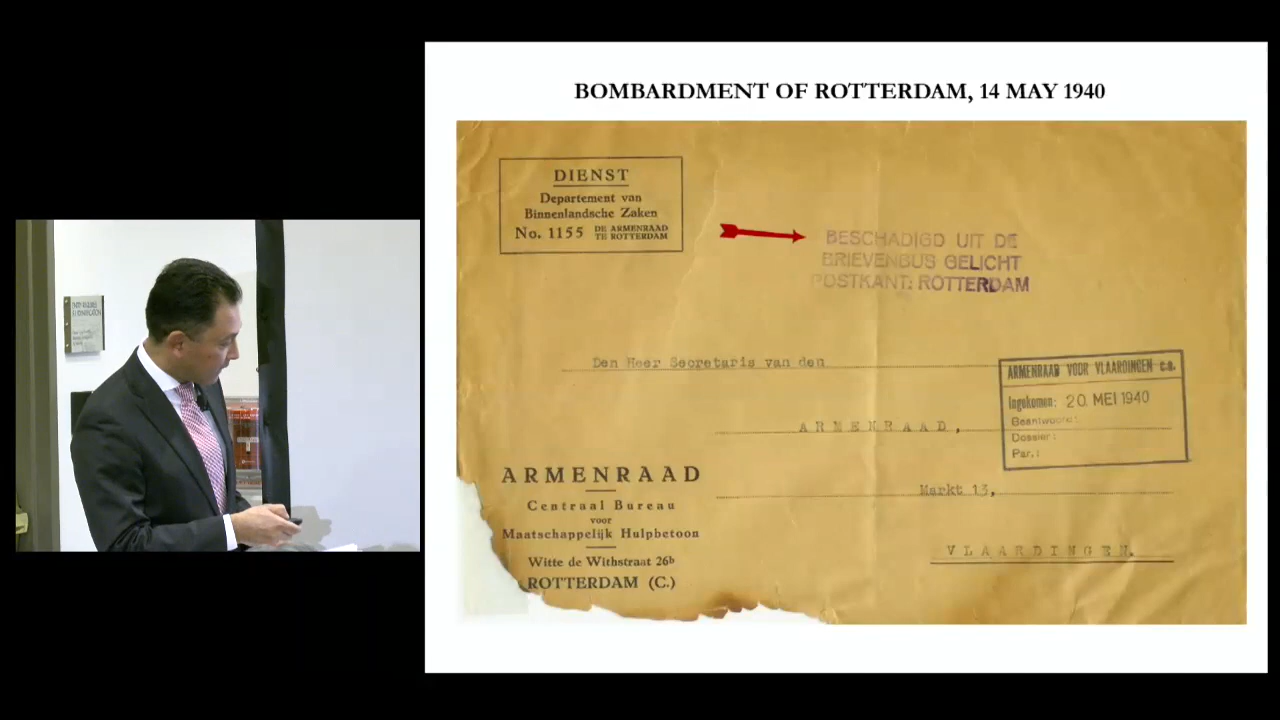 BOMBARDMENT OF ROTTERDAM, 14 MAY 1940
DIENST
Departement van
Binnenlandsche Zaken
No. 1155 DE ARMENRAAD
TE ROTTERDAM
BESCHADIGD UIT DE
BRIEVENBUS GELICHT
POSTKANT: ROTTERDAM
Den Heer Secretaris van den
ARMENRAAD,
Markt 13,
VLAARDINGEN.
ARMENRAAD VOOR VLAARDINGEN e.o.
Ingekomen: 20 MEI 1940
Beantwoord:
Dossier:
Par.:
ARMENRAAD
Centraal Bureau
voor
Maatschappelijk Hulpbetoon
Witte de Withstraat 26b
ROTTERDAM (C.)